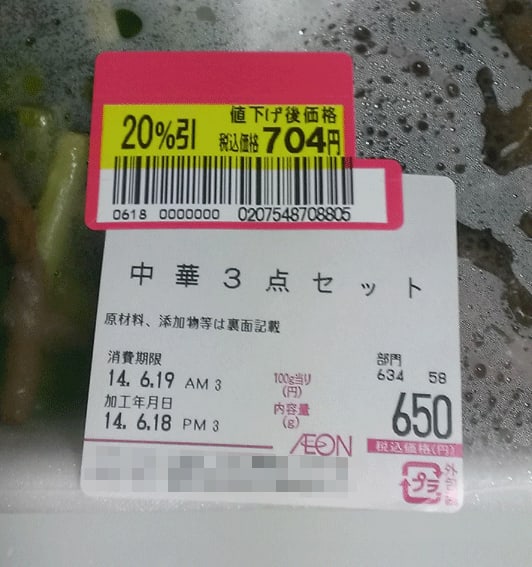 値下げ後価格
20%引 税込価格704円
0618 0000000 0207548708805
中華3点セット
原材料、添加物等は裏面記載
消費期限
14. 6.19 AM 3
加工年月日
14. 6.18 PM 3
100g当り
(円)
内容量
(g)
部門
634 58
650
税込価格(円)
ÆON
プラ
外包装